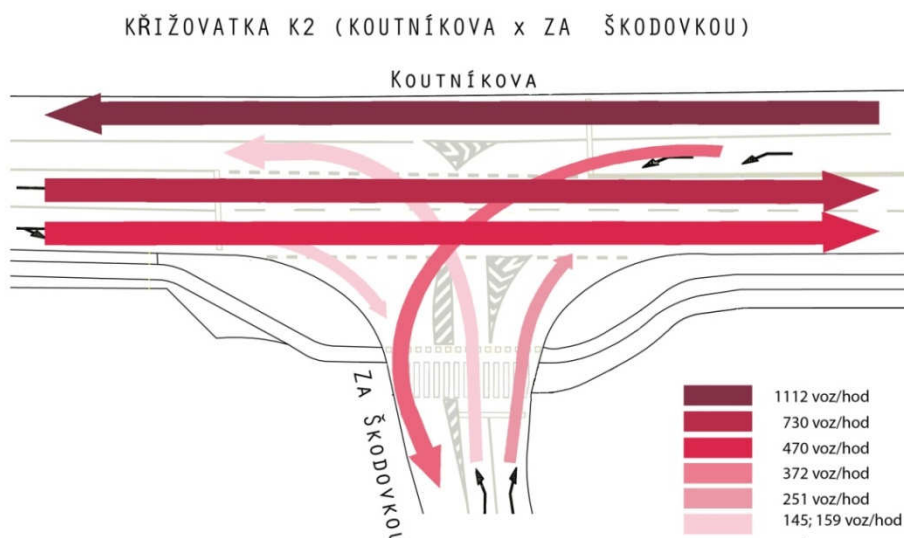 KŘIŽOVATKA K2 (KOUTNÍKOVA x ZA ŠKODOVKOU)
KOUTNÍKOVA
ZA ŠKODOVKOU
1112 voz/hod
730 voz/hod
470 voz/hod
372 voz/hod
251 voz/hod
145; 159 voz/hod